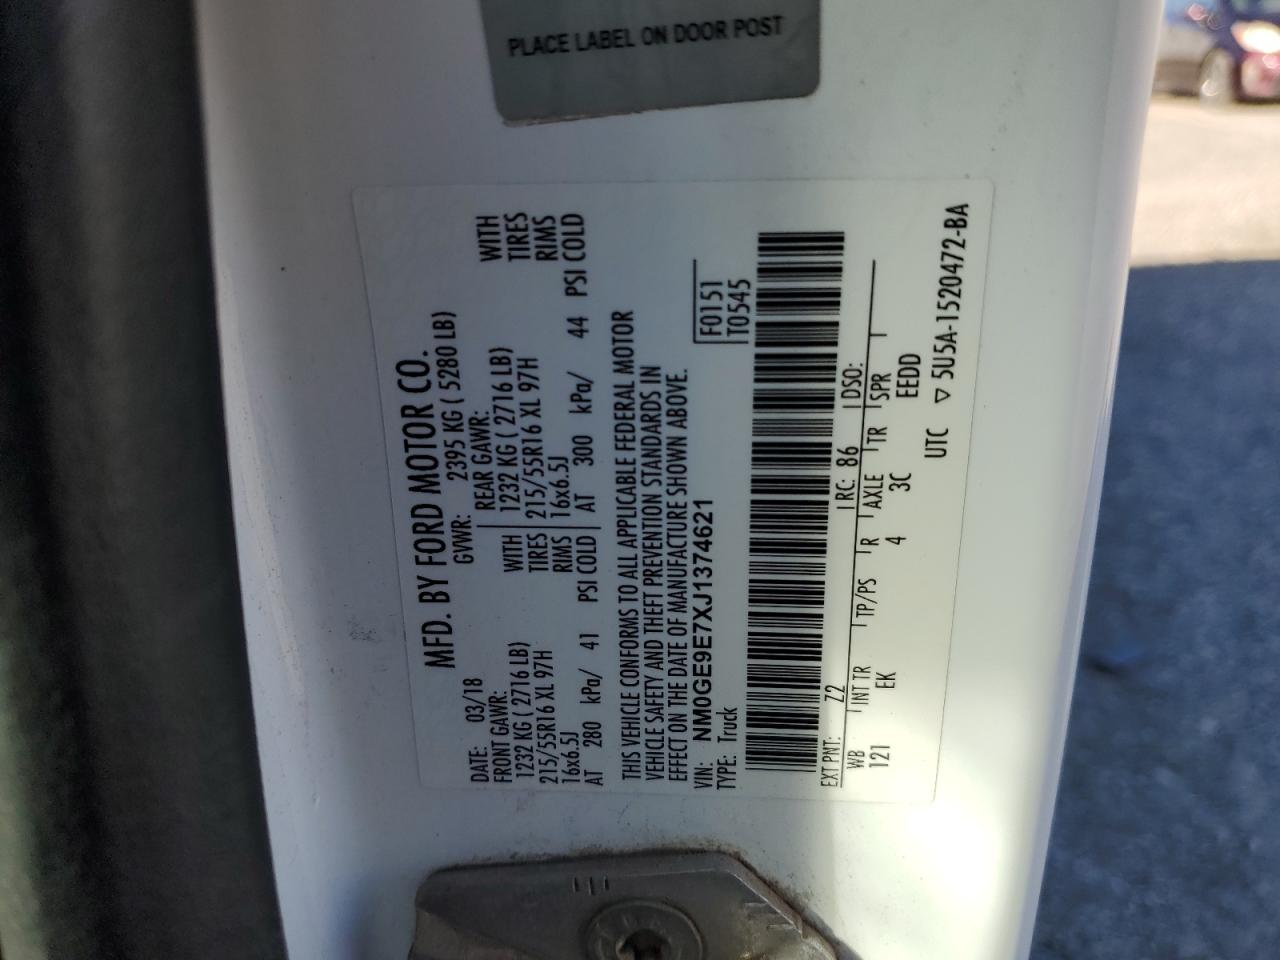 PLACE LABEL ON DOOR POST
MFD. BY FORD MOTOR CO.
DATE: 03/18 GVWR: 2395 KG ( 5280 LB)
FRONT GAWR: REAR GAWR:
1232 KG ( 2716 LB) WITH 1232 KG ( 2716 LB) WITH
215/55R16 XL 97H TIRES 215/55R16 XL 97H TIRES
16x6.5J RIMS 16x6.5J RIMS
AT 280 kPa/ 41 PSI COLD AT 300 kPa/ 44 PSI COLD
THIS VEHICLE CONFORMS TO ALL APPLICABLE FEDERAL MOTOR
VEHICLE SAFETY AND THEFT PREVENTION STANDARDS IN
EFFECT ON THE DATE OF MANUFACTURE SHOWN ABOVE.
VIN: NM0GE9E7XJ1374621 F0151
TYPE: Truck T0545
EXT PNT: Z2 RC: 86 DSO:
WB INT TR TP/PS R AXLE TR SPR
121 EK 4 3C EEDD
UTC ▽ 5U5A-1520472-BA